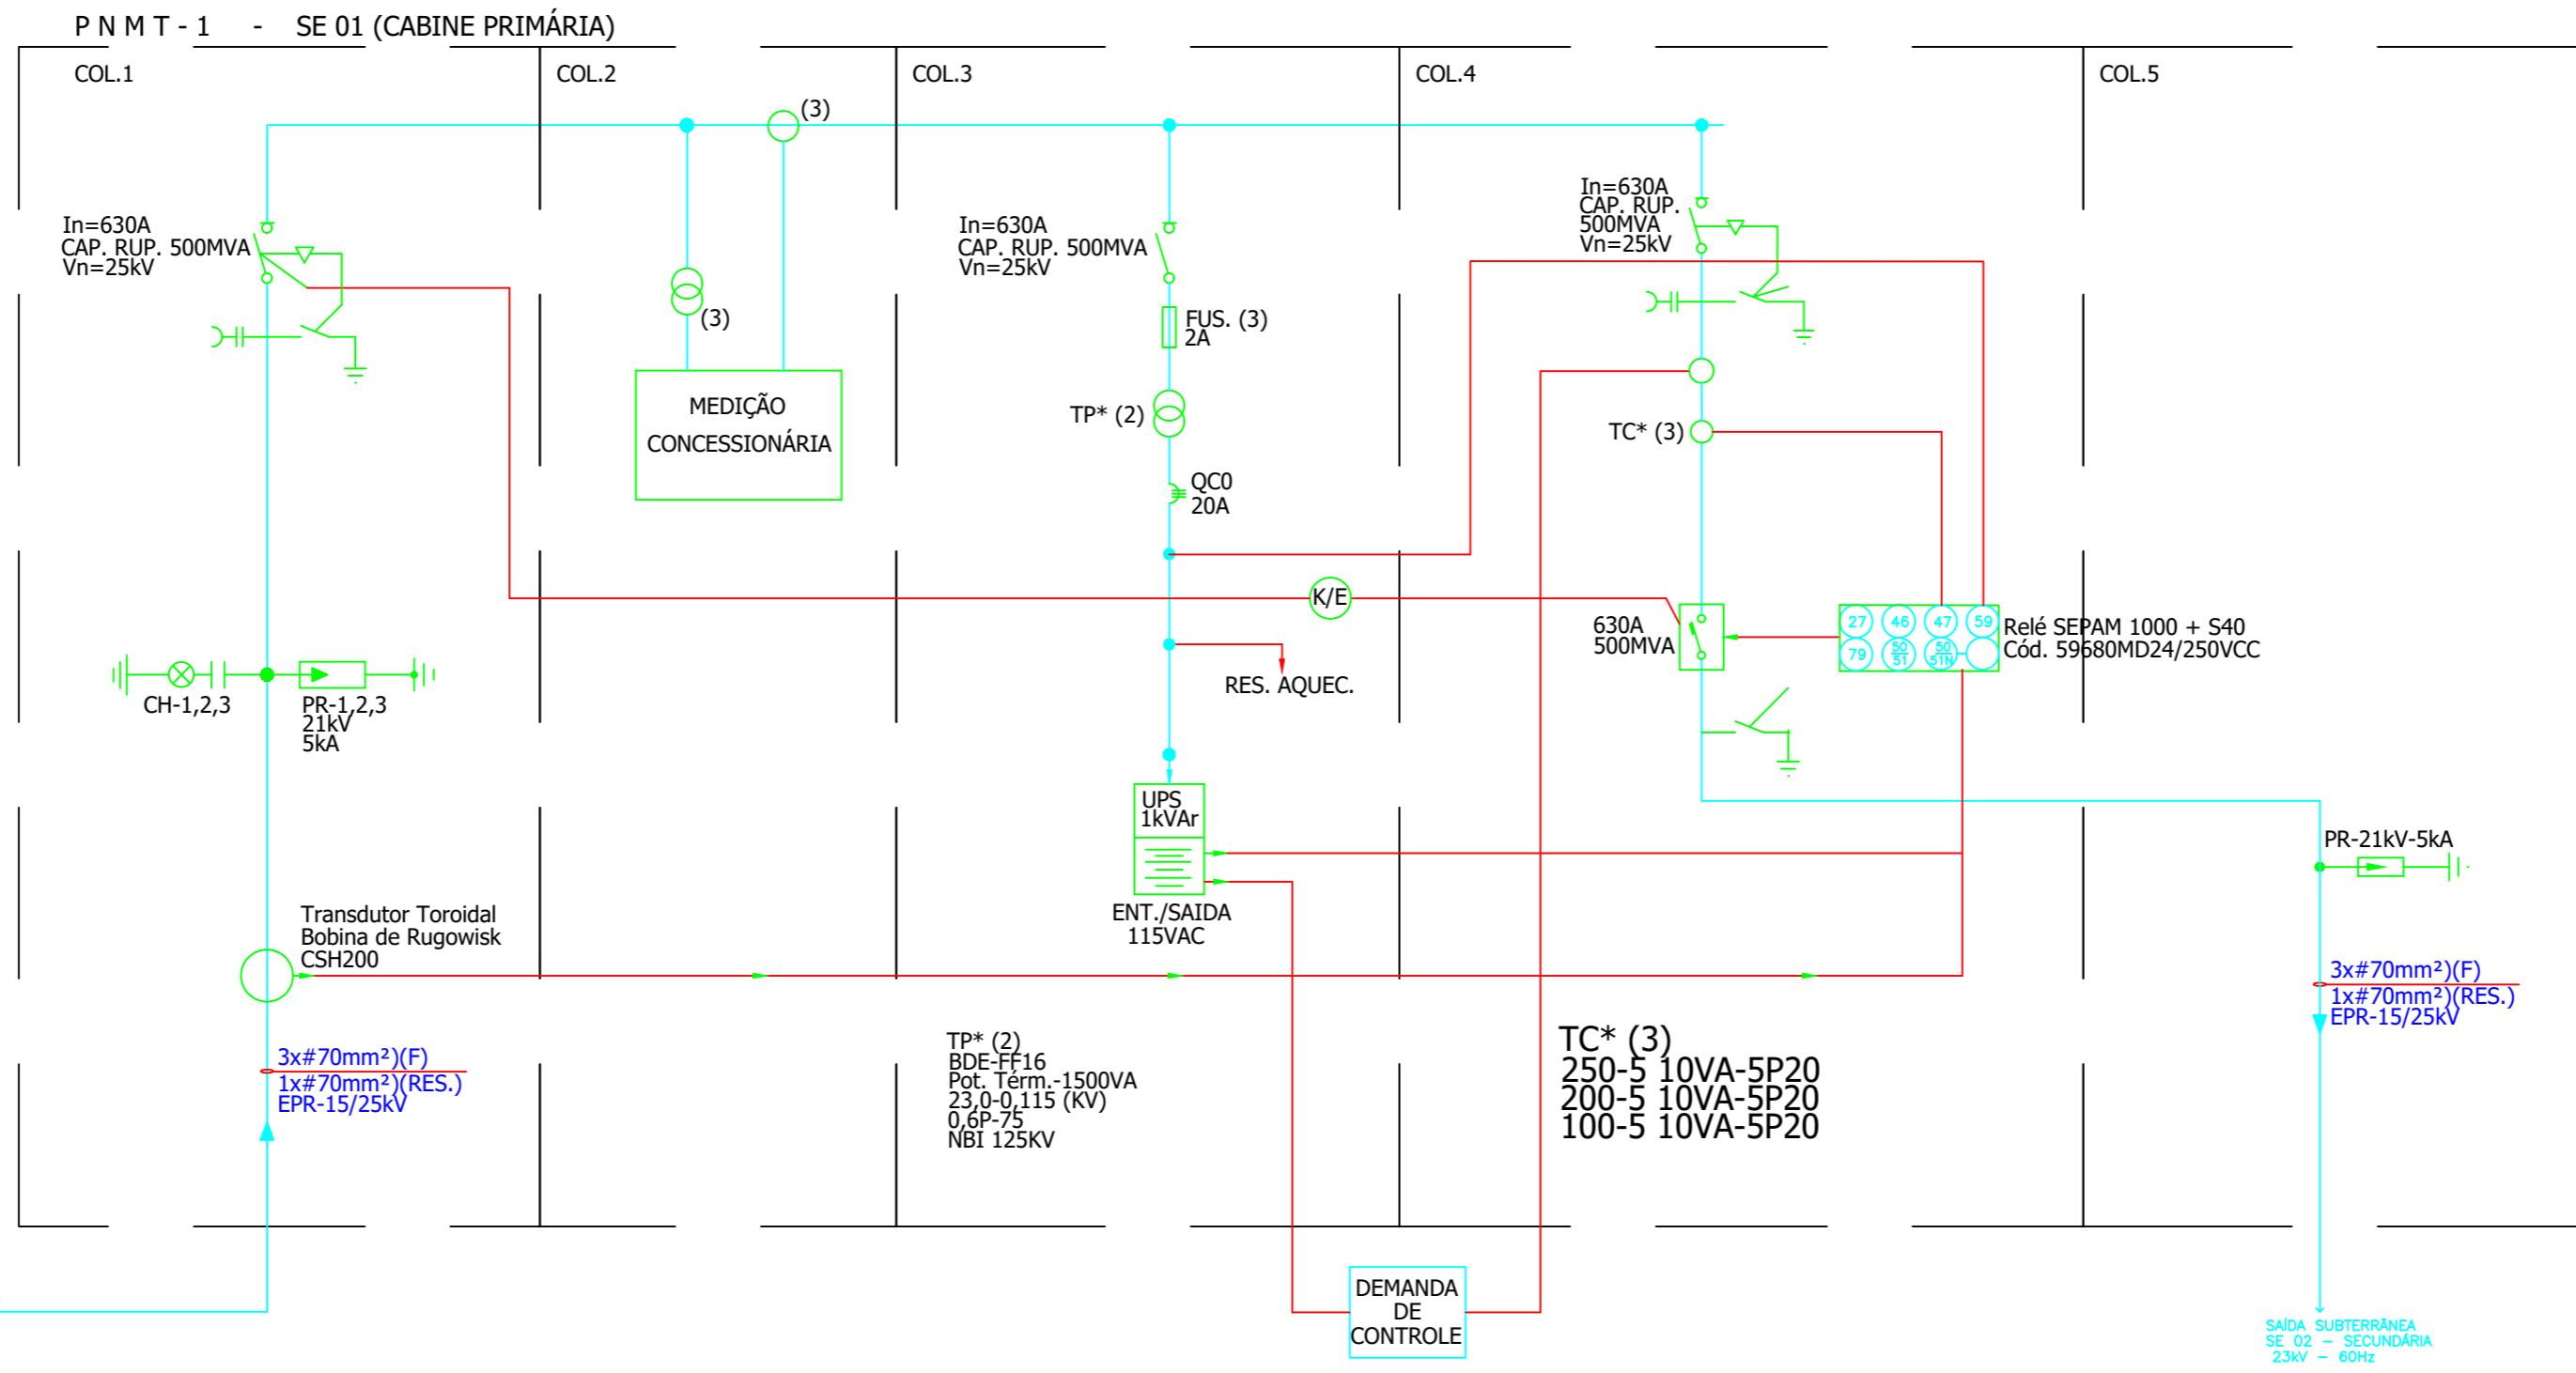 P N M T - 1 - SE 01 (CABINE PRIMÁRIA)
COL.1
COL.2
COL.3
COL.4
COL.5
In=630A
CAP. RUP. 500MVA
Vn=25kV
CH-1,2,3
PR-1,2,3
21kV
5kA
Transdutor Toroidal
Bobina de Rugowisk
CSH200
3x#70mm²)(F)
1x#70mm²)(RES.)
EPR-15/25kV
(3)
(3)
MEDIÇÃO
CONCESSIONÁRIA
In=630A
CAP. RUP. 500MVA
Vn=25kV
FUS. (3)
2A
TP* (2)
QC0
20A
K/E
RES. AQUEC.
UPS
1kVAr
ENT./SAIDA
115VAC
TP* (2)
BDE-FF16
Pot. Térm.-1500VA
23,0-0,115 (KV)
0,6P-75
NBI 125KV
In=630A
CAP. RUP.
500MVA
Vn=25kV
TC* (3)
630A
500MVA
27 46 47 59
79 50/51 50/51N
Relé SEPAM 1000 + S40
Cód. 59680MD24/250VCC
TC* (3)
250-5 10VA-5P20
200-5 10VA-5P20
100-5 10VA-5P20
DEMANDA
DE
CONTROLE
PR-21kV-5kA
3x#70mm²)(F)
1x#70mm²)(RES.)
EPR-15/25kV
SAÍDA SUBTERRÂNEA
SE 02 - SECUNDÁRIA
23kV - 60Hz